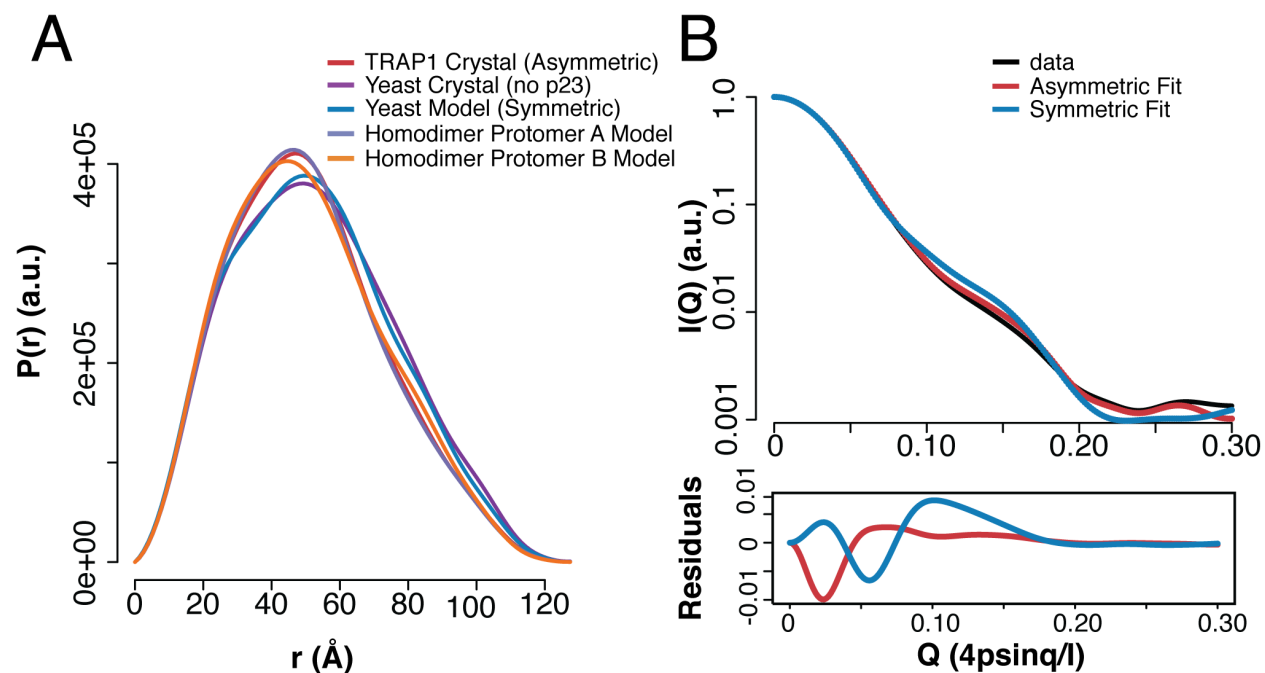 A
TRAP1 Crystal (Asymmetric)
Yeast Crystal (no p23)
Yeast Model (Symmetric)
Homodimer Protomer A Model
Homodimer Protomer B Model
P(r) (a.u.)
4e+05
2e+05
0e+00
0 20 40 60 80 100 120
r (Å)
B
data
Asymmetric Fit
Symmetric Fit
I(Q) (a.u.)
1.0
0.1
0.01
0.001
0 0.10 0.20 0.30
Residuals
0.01
0
-0.01
0 0.10 0.20 0.30
Q (4psinq/l)